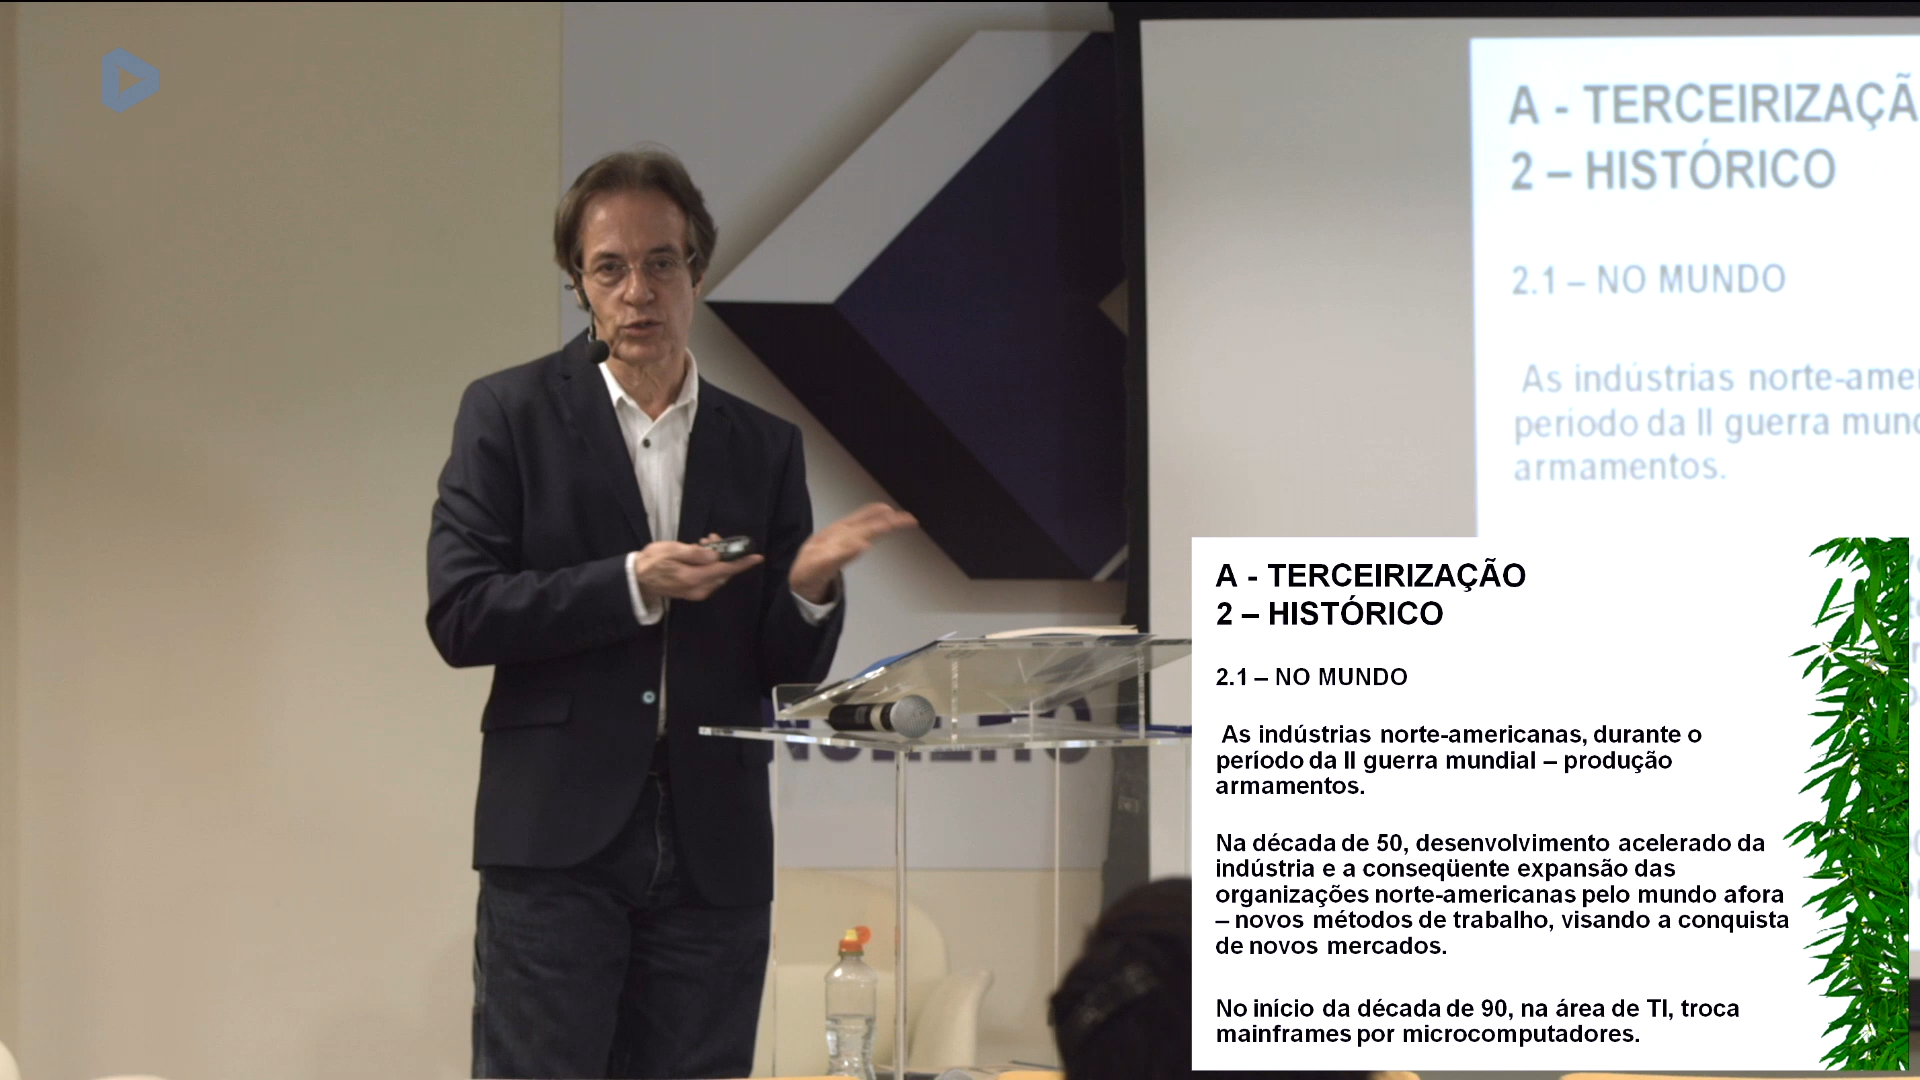 A - TERCEIRIZAÇÃ
2 – HISTÓRICO
2.1 – NO MUNDO
As indústrias norte-amer
período da II guerra mund
armamentos.
A - TERCEIRIZAÇÃO
2 – HISTÓRICO
2.1 – NO MUNDO
As indústrias norte-americanas, durante o
período da II guerra mundial – produção
armamentos.
Na década de 50, desenvolvimento acelerado da
indústria e a conseqüente expansão das
organizações norte-americanas pelo mundo afora
– novos métodos de trabalho, visando a conquista
de novos mercados.
No início da década de 90, na área de TI, troca
mainframes por microcomputadores.